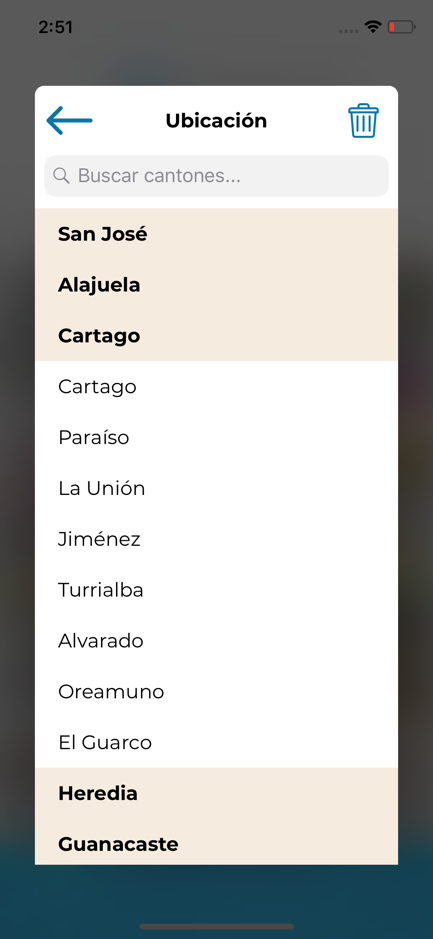 2:51
Ubicación
Buscar cantones...
San José
Alajuela
Cartago
Cartago
Paraíso
La Unión
Jiménez
Turrialba
Alvarado
Oreamuno
El Guarco
Heredia
Guanacaste